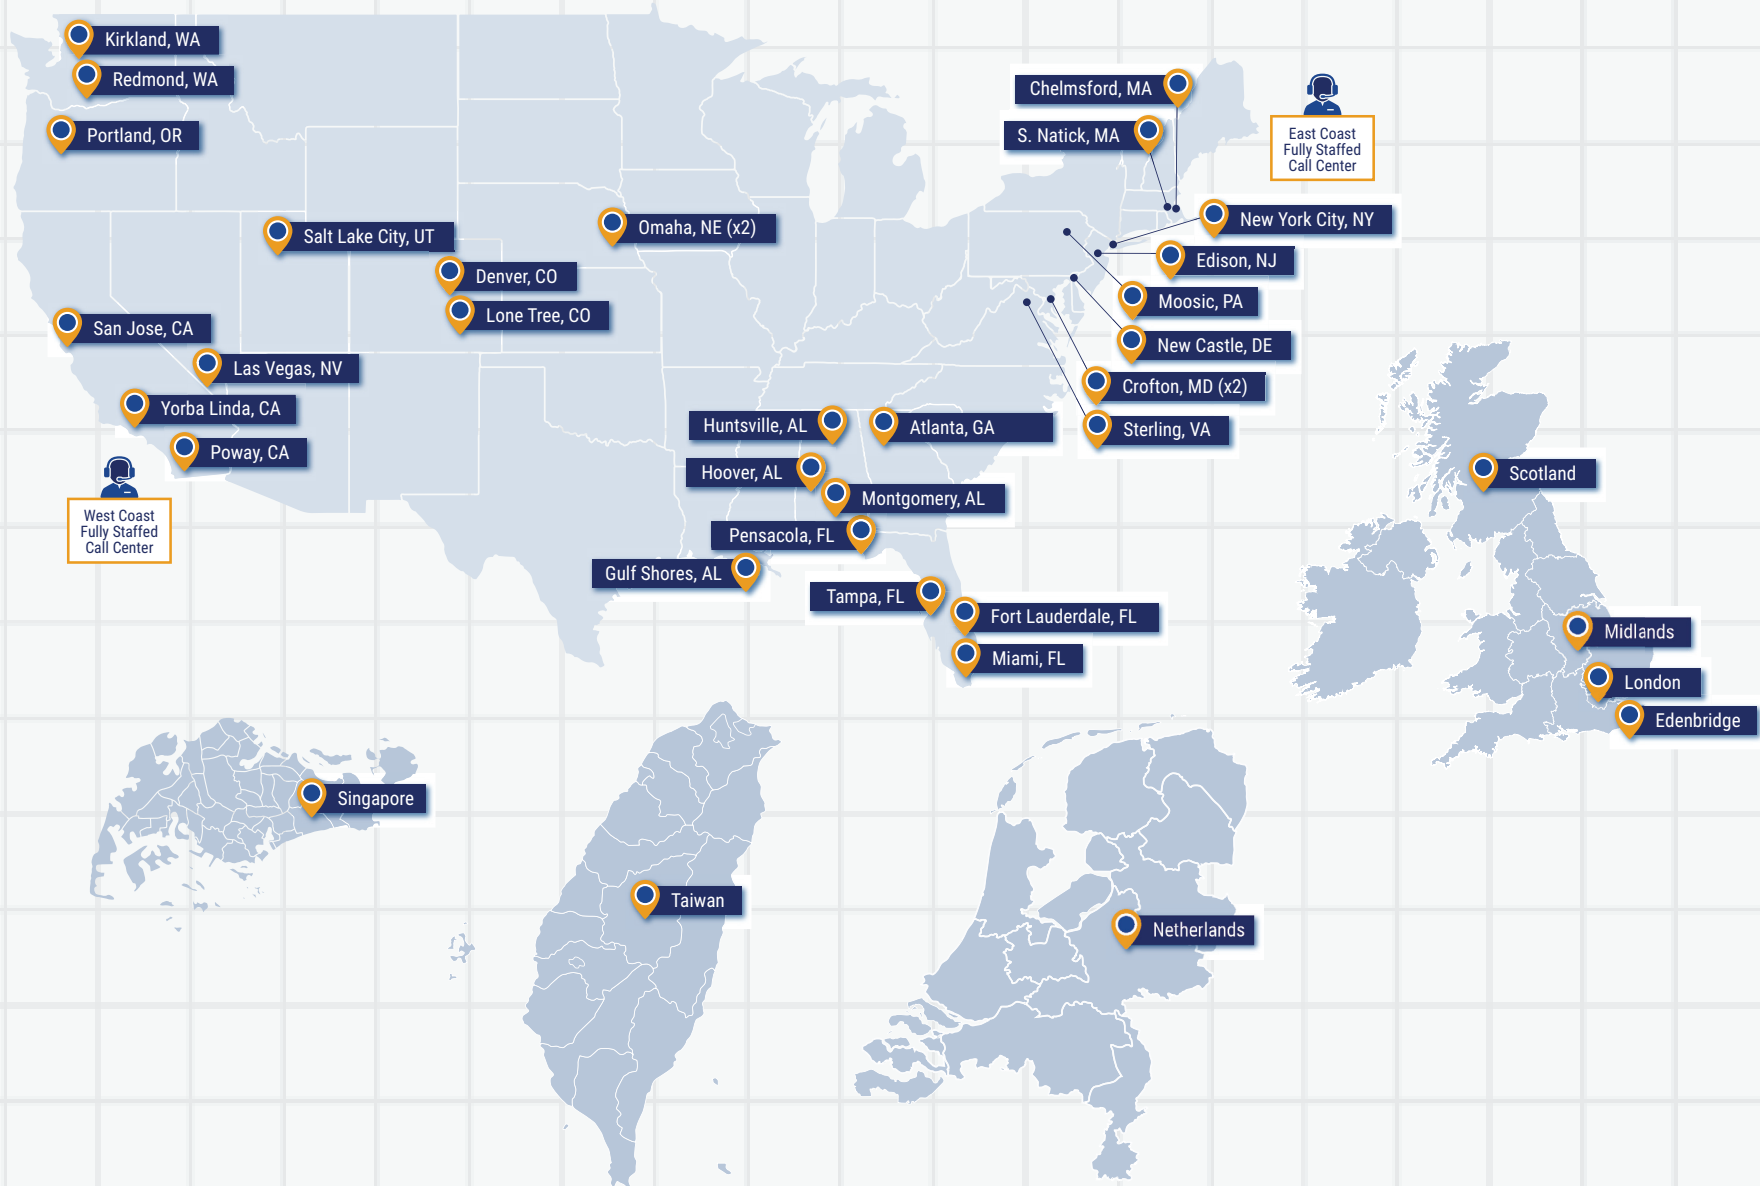 Kirkland, WA
Redmond, WA
Portland, OR
Salt Lake City, UT
Denver, CO
Lone Tree, CO
Omaha, NE (x2)
San Jose, CA
Las Vegas, NV
Yorba Linda, CA
Poway, CA
West Coast
Fully Staffed
Call Center
Chelmsford, MA
S. Natick, MA
East Coast
Fully Staffed
Call Center
New York City, NY
Edison, NJ
Moosic, PA
New Castle, DE
Crofton, MD (x2)
Sterling, VA
Huntsville, AL
Atlanta, GA
Hoover, AL
Montgomery, AL
Pensacola, FL
Gulf Shores, AL
Tampa, FL
Fort Lauderdale, FL
Miami, FL
Scotland
Midlands
London
Edenbridge
Singapore
Taiwan
Netherlands